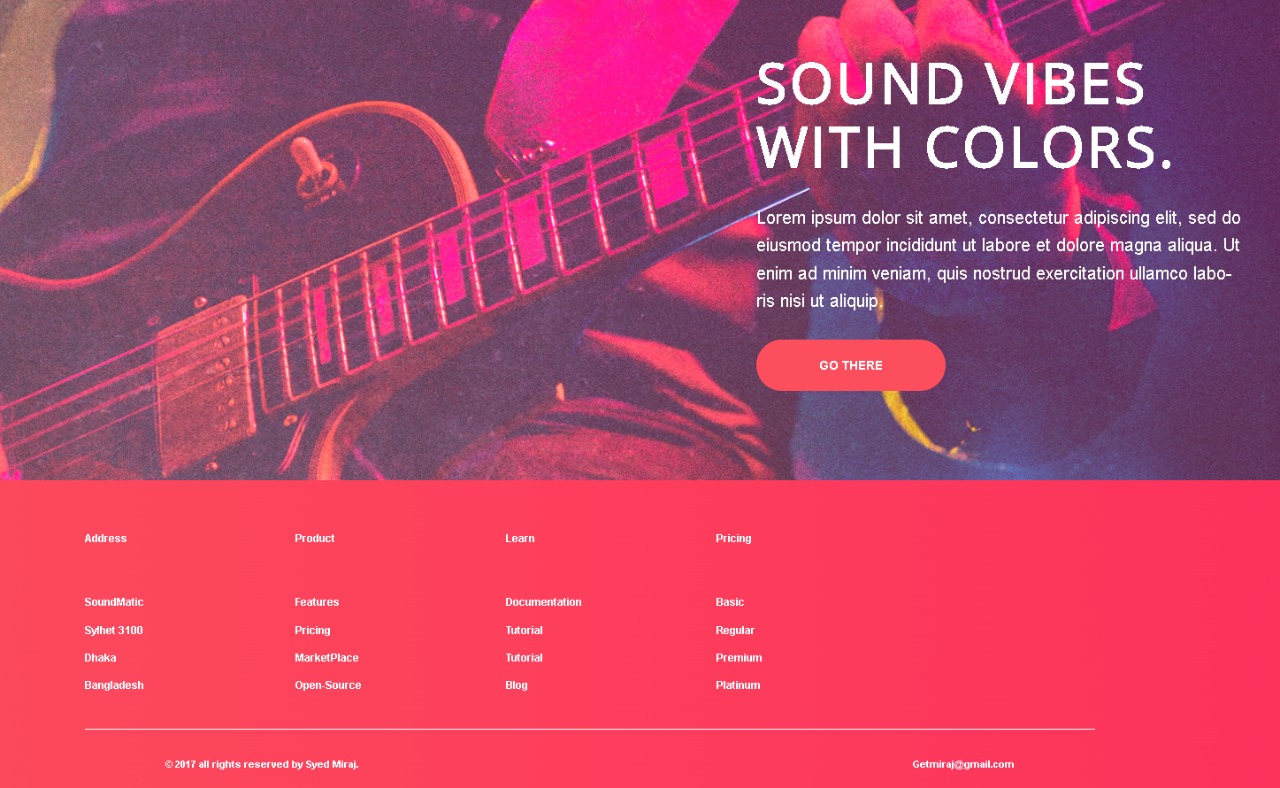 SOUND VIBES
WITH COLORS.
Lorem ipsum dolor sit amet, consectetur adipiscing elit, sed do
eiusmod tempor incididunt ut labore et dolore magna aliqua. Ut
enim ad minim veniam, quis nostrud exercitation ullamco labo-
ris nisi ut aliquip.
GO THERE
Address
Product
Learn
Pricing
SoundMatic
Features
Documentation
Basic
Sylhet 3100
Pricing
Tutorial
Regular
Dhaka
MarketPlace
Tutorial
Premium
Bangladesh
Open-Source
Blog
Platinum
© 2017 all rights reserved by Syed Miraj.
Getmiraj@gmail.com